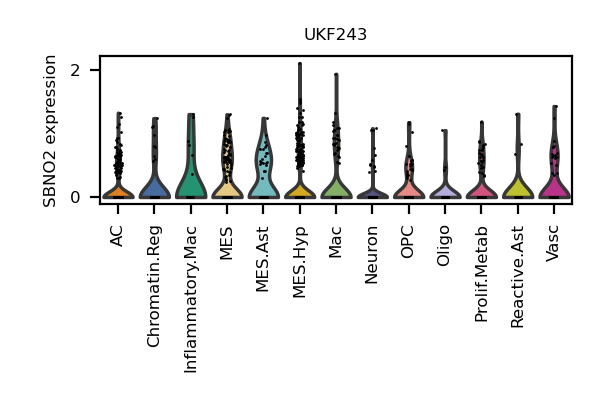 UKF243
SBNO2 expression
2
0
AC
Chromatin.Reg
Inflammatory.Mac
MES
MES.Ast
MES.Hyp
Mac
Neuron
OPC
Oligo
Prolif.Metab
Reactive.Ast
Vasc